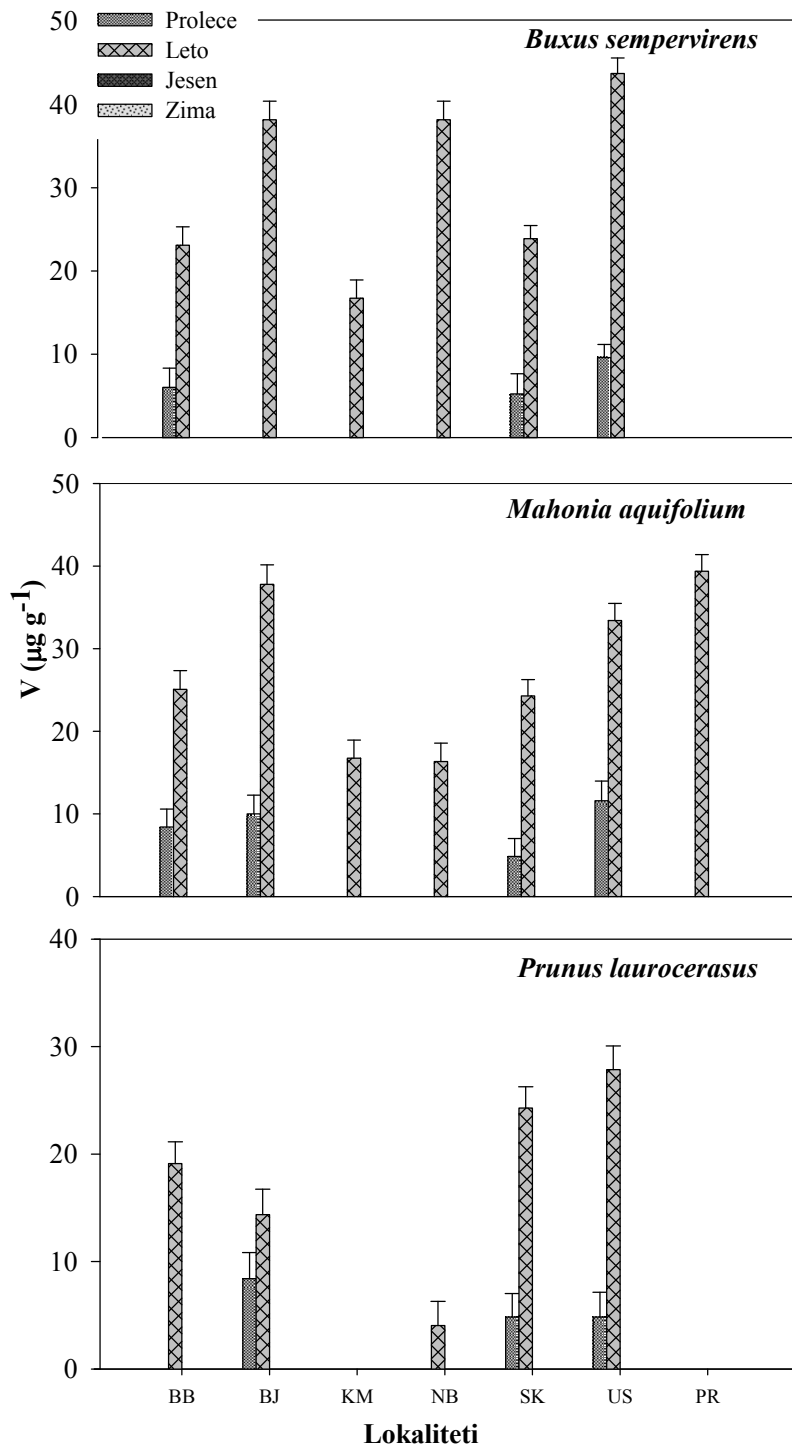 Prolece
Leto
Jesen
Zima
Buxus sempervirens
50
40
30
20
10
0
Mahonia aquifolium
50
40
30
20
10
0
V (µg g-1)
Prunus laurocerasus
40
30
20
10
0
BB BJ KM NB SK US PR
Lokaliteti